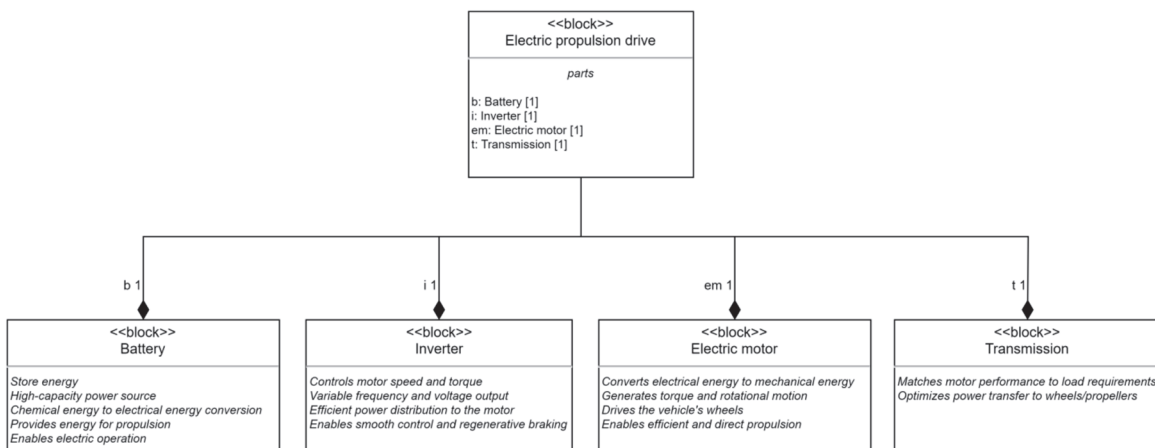 <<block>>
Electric propulsion drive
parts
b: Battery [1]
i: Inverter [1]
em: Electric motor [1]
t: Transmission [1]
b 1
i 1
em 1
t 1
<<block>>
Battery
Store energy
High-capacity power source
Chemical energy to electrical energy conversion
Provides energy for propulsion
Enables electric operation
<<block>>
Inverter
Controls motor speed and torque
Variable frequency and voltage output
Efficient power distribution to the motor
Enables smooth control and regenerative braking
<<block>>
Electric motor
Converts electrical energy to mechanical energy
Generates torque and rotational motion
Drives the vehicle's wheels
Enables efficient and direct propulsion
<<block>>
Transmission
Matches motor performance to load requirements
Optimizes power transfer to wheels/propellers